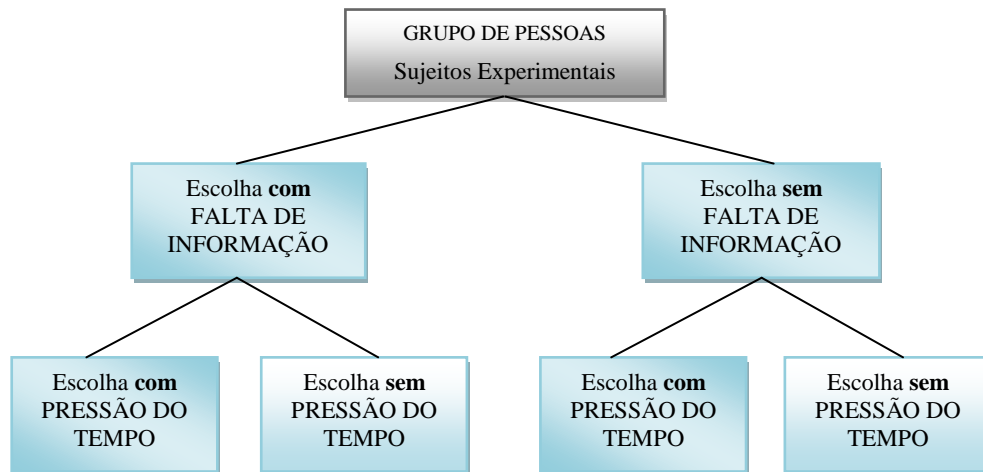 GRUPO DE PESSOAS
Sujeitos Experimentais
Escolha com
FALTA DE
INFORMAÇÃO
Escolha sem
FALTA DE
INFORMAÇÃO
Escolha com
PRESSÃO DO
TEMPO
Escolha sem
PRESSÃO DO
TEMPO
Escolha com
PRESSÃO DO
TEMPO
Escolha sem
PRESSÃO DO
TEMPO